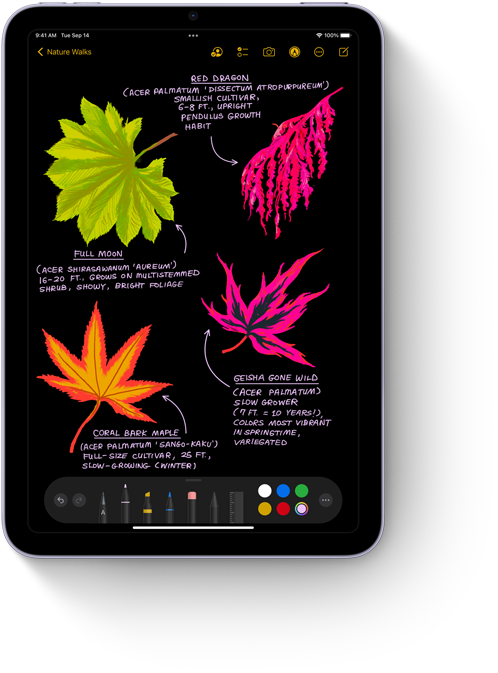 9:41 AM Tue Sep 14
100%
Nature Walks
RED DRAGON
(ACER PALMATUM 'DISSECTUM ATROPURPUREUM')
SMALLISH CULTIVAR,
6-8 FT., UPRIGHT
PENDULUS GROWTH
HABIT
FULL MOON
(ACER SHIRASAWANUM 'AUREUM')
16-20 FT., GROWS ON MULTISTEMMED
SHRUB, SHOWY, BRIGHT FOLIAGE
GEISHA GONE WILD
(ACER PALMATUM)
SLOW GROWER
(7 FT. = 10 YEARS!),
COLORS MOST VIBRANT
IN SPRINGTIME,
VARIEGATED
CORAL BARK MAPLE
(ACER PALMATUM 'SANGO-KAKU')
FULL-SIZE CULTIVAR, 25 FT.,
SLOW-GROWING (WINTER)
A